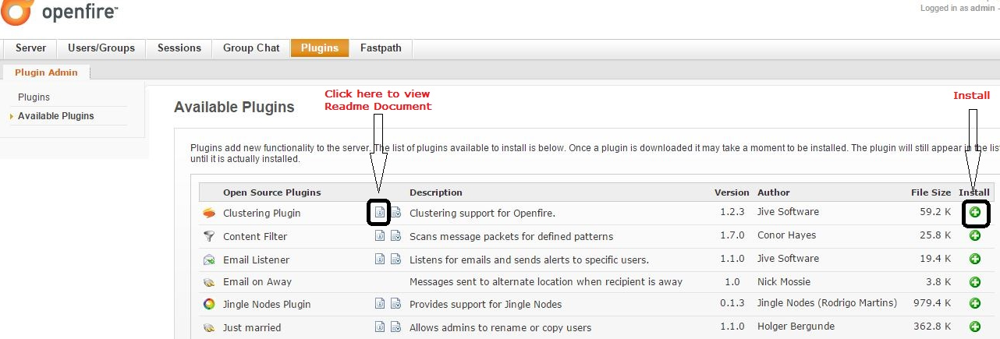 openfire™
Logged in as admin -
Server Users/Groups Sessions Group Chat Plugins Fastpath
Plugin Admin
Plugins
Available Plugins
Click here to view
Readme Document
Install
Available Plugins
Plugins add new functionality to the server. The list of plugins available to install is below. Once a plugin is downloaded it may take a moment to be installed. The plugin will still appear in the lis
until it is actually installed.
Open Source Plugins Description Version Author File Size Install
Clustering Plugin Clustering support for Openfire. 1.2.3 Jive Software 59.2 K
Content Filter Scans message packets for defined patterns 1.7.0 Conor Hayes 25.8 K
Email Listener Listens for emails and sends alerts to specific users. 1.1.0 Jive Software 19.4 K
Email on Away Messages sent to alternate location when recipient is away 1.0 Nick Mossie 3.8 K
Jingle Nodes Plugin Provides support for Jingle Nodes 0.1.3 Jingle Nodes (Rodrigo Martins) 979.4 K
Just married Allows admins to rename or copy users 1.1.0 Holger Bergunde 362.8 K